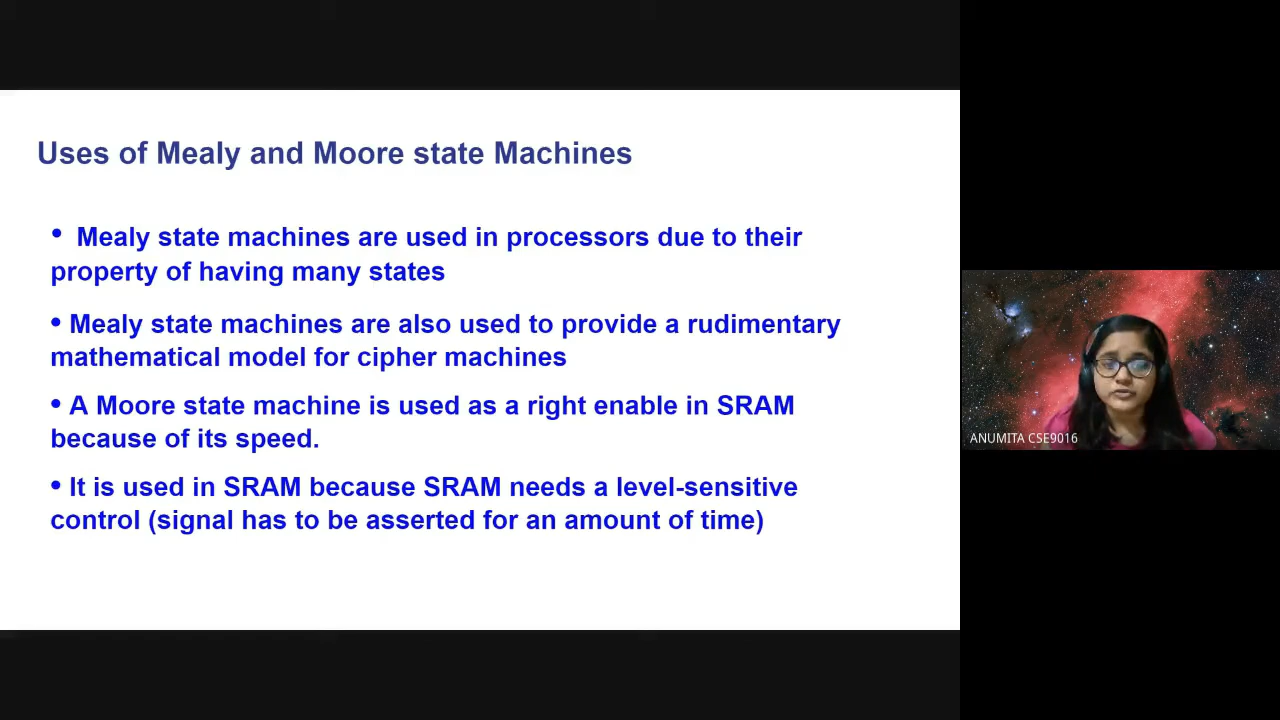 Uses of Mealy and Moore state Machines
• Mealy state machines are used in processors due to their
property of having many states
• Mealy state machines are also used to provide a rudimentary
mathematical model for cipher machines
• A Moore state machine is used as a right enable in SRAM
because of its speed.
• It is used in SRAM because SRAM needs a level-sensitive
control (signal has to be asserted for an amount of time)
ANUMITA CSE9016